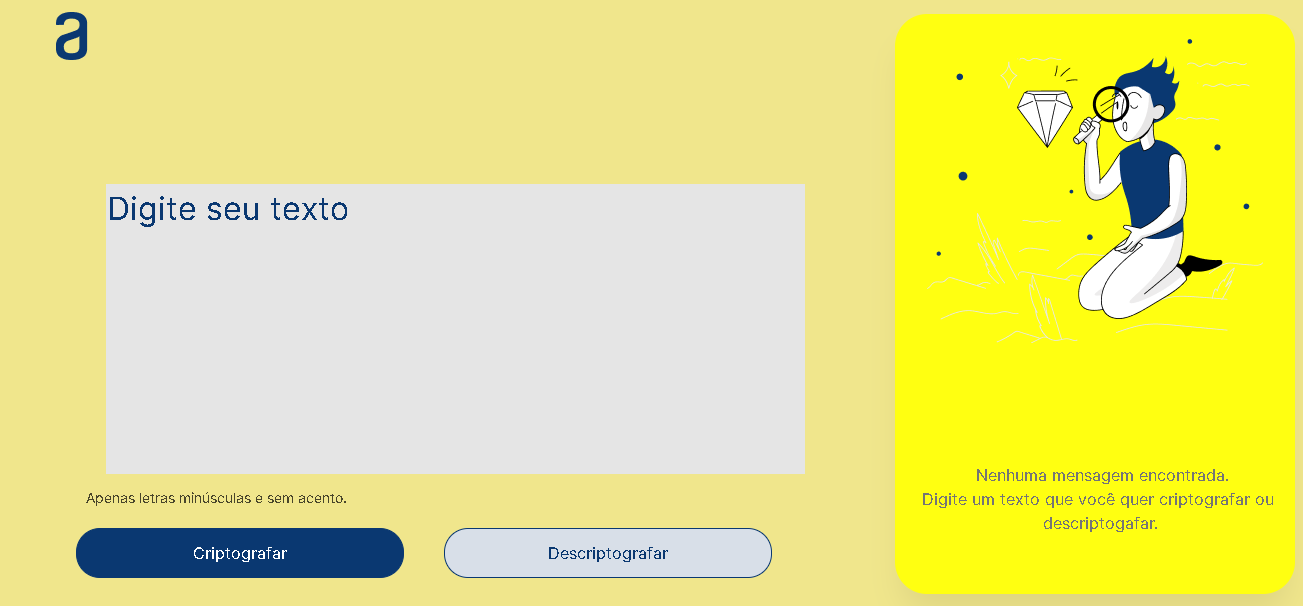 a
Digite seu texto
Apenas letras minúsculas e sem acento.
Criptografar
Descriptografar
Nenhuma mensagem encontrada.
Digite um texto que você quer criptografar ou
descriptogafar.